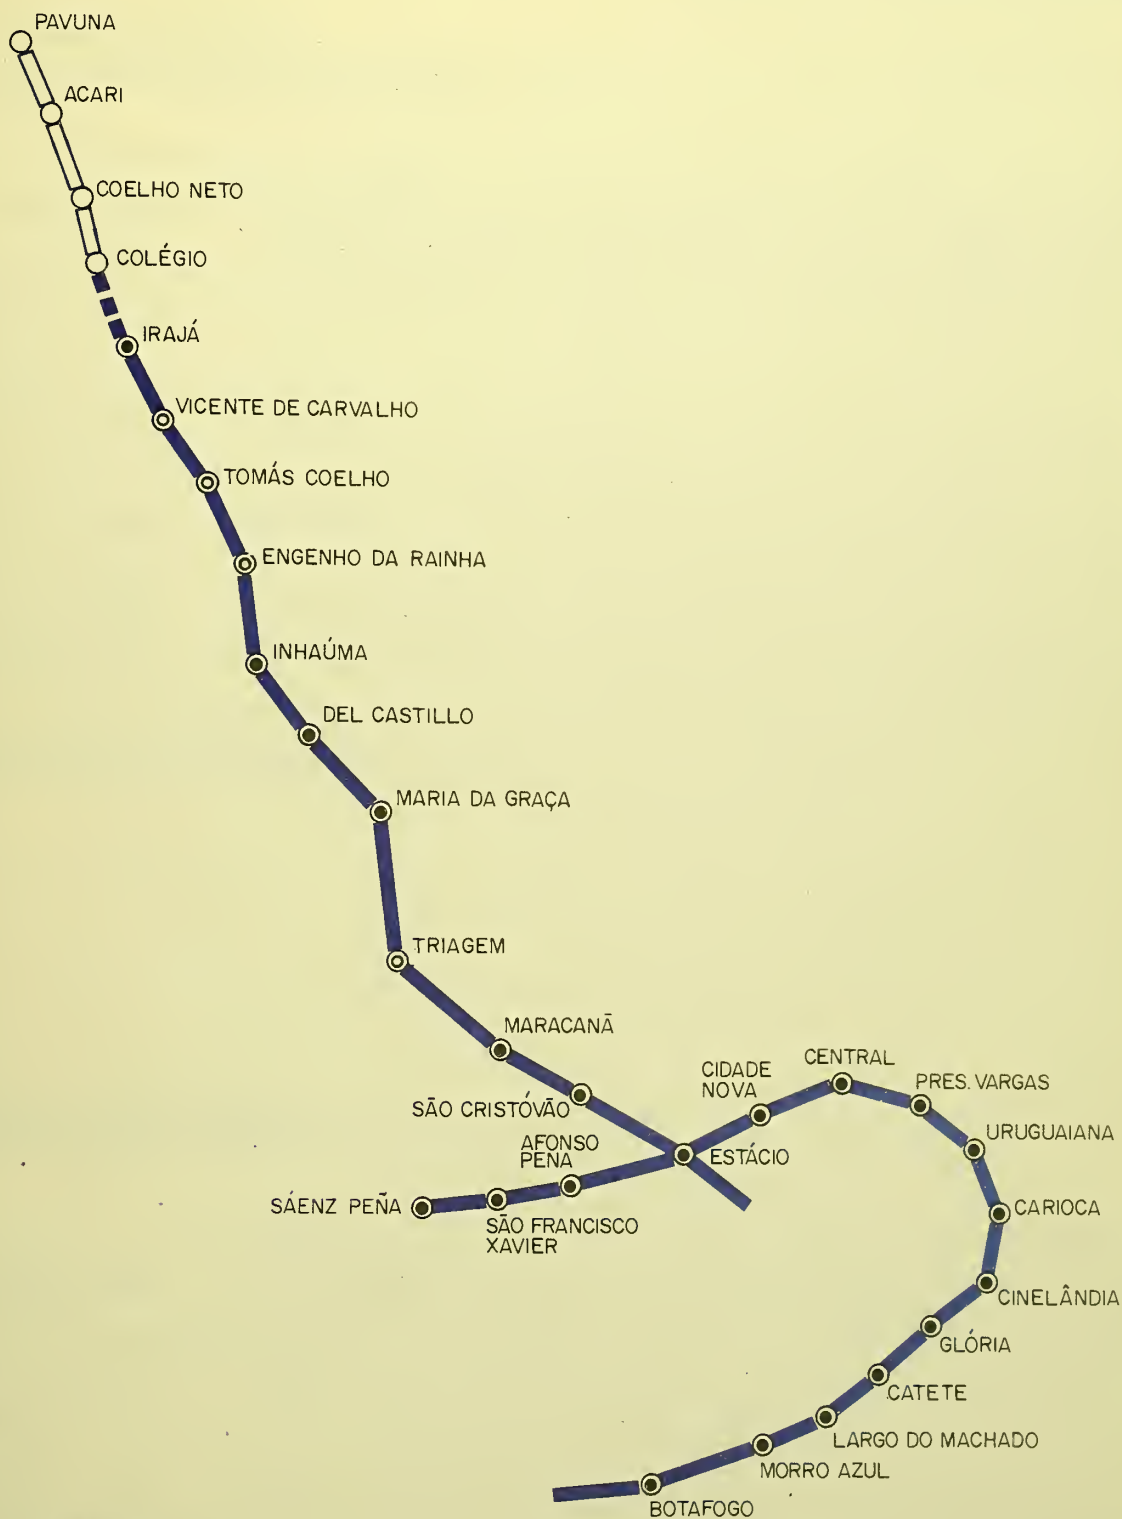 PAVUNA
ACARI
COELHO NETO
COLÉGIO
IRAJÁ
VICENTE DE CARVALHO
TOMÁS COELHO
ENGENHO DA RAINHA
INHAÚMA
DEL CASTILLO
MARIA DA GRAÇA
TRIAGEM
MARACANÃ
SÃO CRISTÓVÃO
AFONSO
PENA
SÁENZ PEÑA
SÃO FRANCISCO
XAVIER
ESTÁCIO
CIDADE
NOVA
CENTRAL
PRES. VARGAS
URUGUAIANA
CARIOCA
CINELÂNDIA
GLÓRIA
CATETE
LARGO DO MACHADO
MORRO AZUL
BOTAFOGO